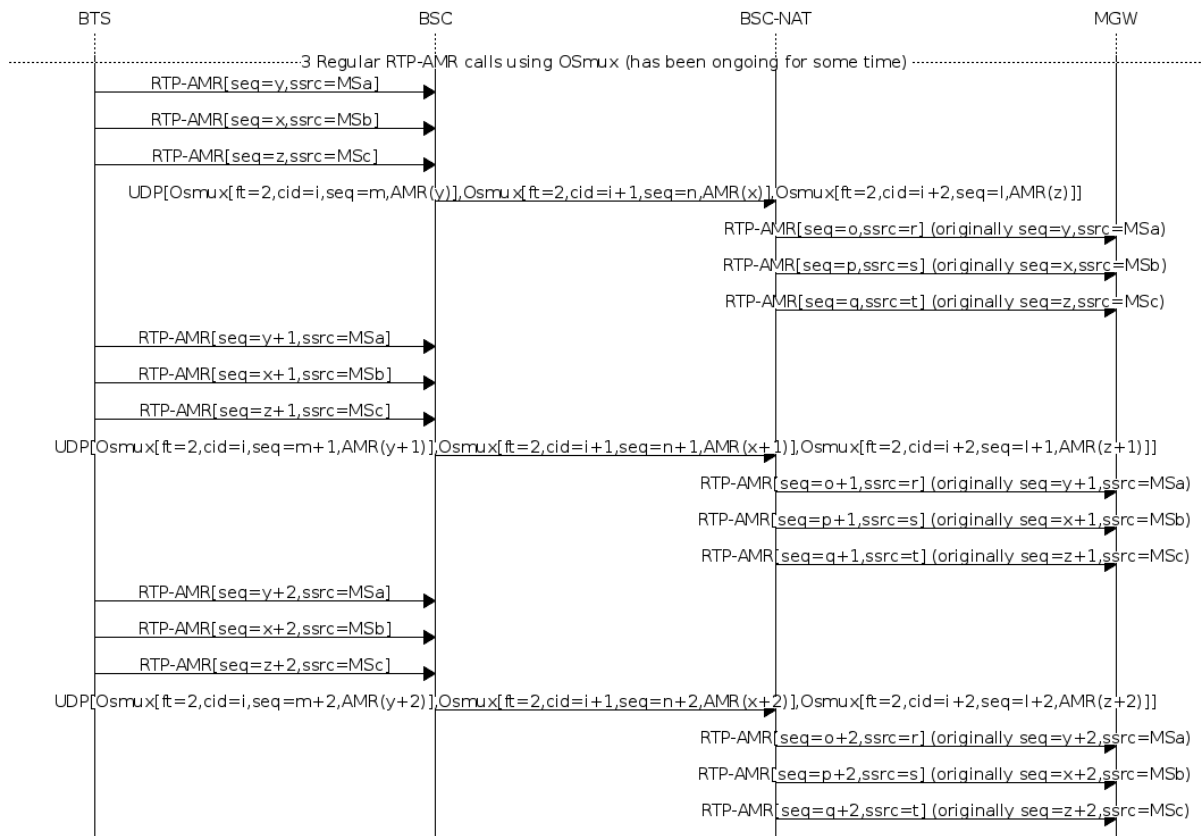 BTS BSC BSC-NAT MGW
3 Regular RTP-AMR calls using OSmux (has been ongoing for some time)
RTP-AMR[seq=y,ssrc=MSa]
RTP-AMR[seq=x,ssrc=MSb]
RTP-AMR[seq=z,ssrc=MSc]
UDP[Osmux[ft=2,cid=i,seq=m,AMR(y)],Osmux[ft=2,cid=i+1,seq=n,AMR(x)],Osmux[ft=2,cid=i+2,seq=l,AMR(z)]]
RTP-AMR[seq=o,ssrc=r] (originally seq=y,ssrc=MSa)
RTP-AMR[seq=p,ssrc=s] (originally seq=x,ssrc=MSb)
RTP-AMR[seq=q,ssrc=t] (originally seq=z,ssrc=MSc)
RTP-AMR[seq=y+1,ssrc=MSa]
RTP-AMR[seq=x+1,ssrc=MSb]
RTP-AMR[seq=z+1,ssrc=MSc]
UDP[Osmux[ft=2,cid=i,seq=m+1,AMR(y+1)],Osmux[ft=2,cid=i+1,seq=n+1,AMR(x+1)],Osmux[ft=2,cid=i+2,seq=l+1,AMR(z+1)]]
RTP-AMR[seq=o+1,ssrc=r] (originally seq=y+1,ssrc=MSa)
RTP-AMR[seq=p+1,ssrc=s] (originally seq=x+1,ssrc=MSb)
RTP-AMR[seq=q+1,ssrc=t] (originally seq=z+1,ssrc=MSc)
RTP-AMR[seq=y+2,ssrc=MSa]
RTP-AMR[seq=x+2,ssrc=MSb]
RTP-AMR[seq=z+2,ssrc=MSc]
UDP[Osmux[ft=2,cid=i,seq=m+2,AMR(y+2)],Osmux[ft=2,cid=i+1,seq=n+2,AMR(x+2)],Osmux[ft=2,cid=i+2,seq=l+2,AMR(z+2)]]
RTP-AMR[seq=o+2,ssrc=r] (originally seq=y+2,ssrc=MSa)
RTP-AMR[seq=p+2,ssrc=s] (originally seq=x+2,ssrc=MSb)
RTP-AMR[seq=q+2,ssrc=t] (originally seq=z+2,ssrc=MSc)